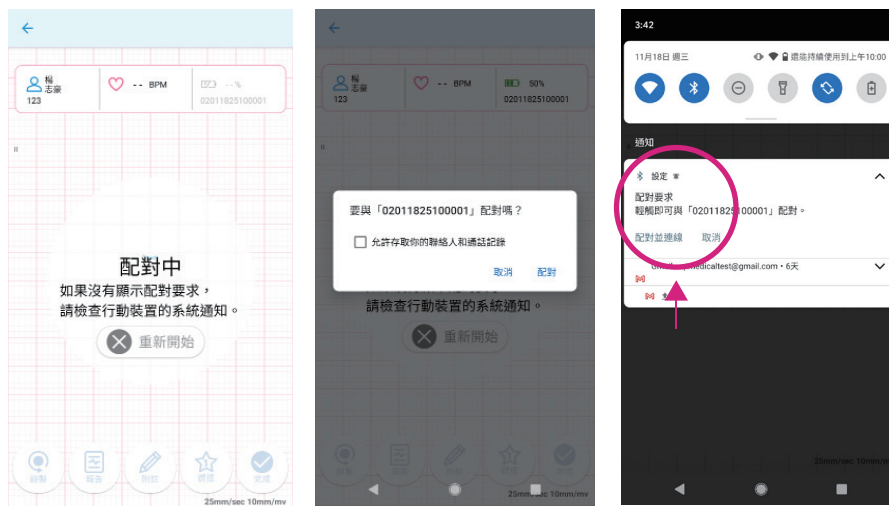 楊
志豪
123
-- BPM
--%
02011825100001
配對中
如果沒有顯示配對要求，
請檢查行動裝置的系統通知。
重新開始
錄製
報告
附註
標題
完成
25mm/sec 10mm/mv
楊
志豪
123
-- BPM
50%
02011825100001
要與「02011825100001」配對嗎？
允許存取你的聯絡人和通話記錄
取消
配對
請檢查行動裝置的系統通知。
重新開始
25mm/sec 10mm/mv
3:42
11月18日 週三
還能持續使用到上午10:00
通知
設定
配對要求
輕觸即可與「02011825100001」配對。
配對並連線
取消
medicaltest@gmail.com • 6天
25mm/sec 10mm/mv